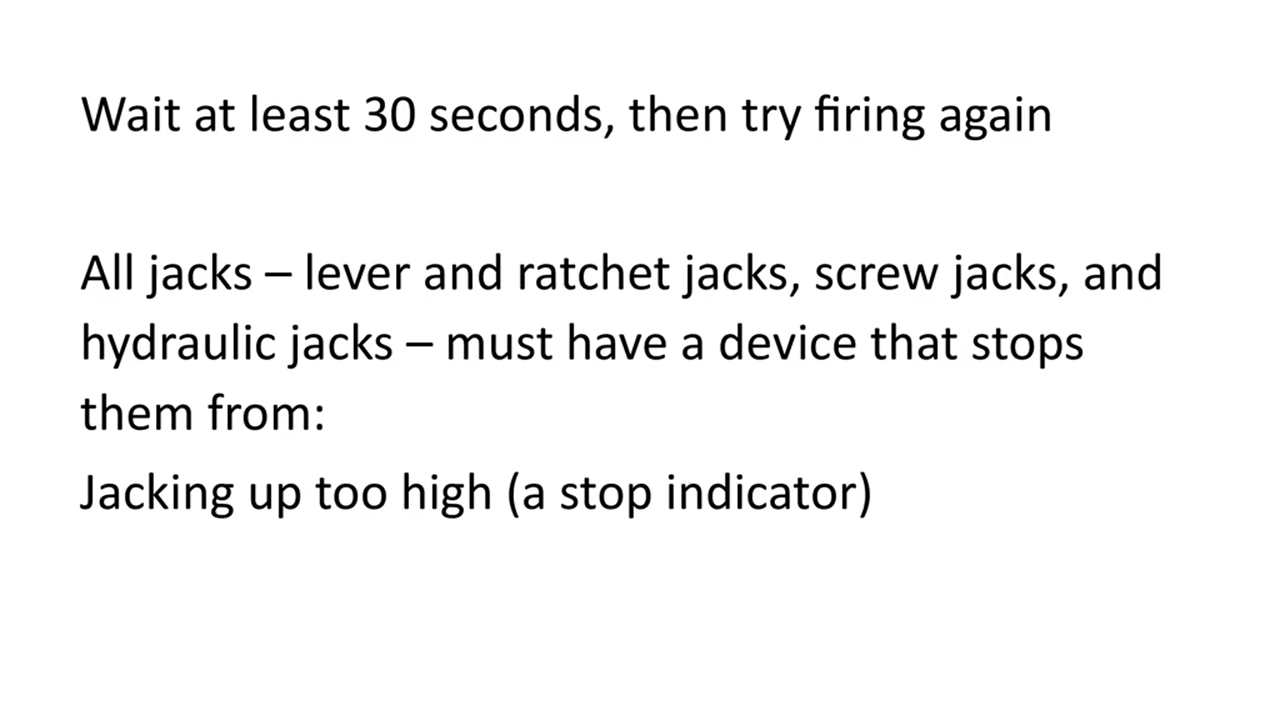 Wait at least 30 seconds, then try firing again
All jacks – lever and ratchet jacks, screw jacks, and
hydraulic jacks – must have a device that stops
them from:
Jacking up too high (a stop indicator)